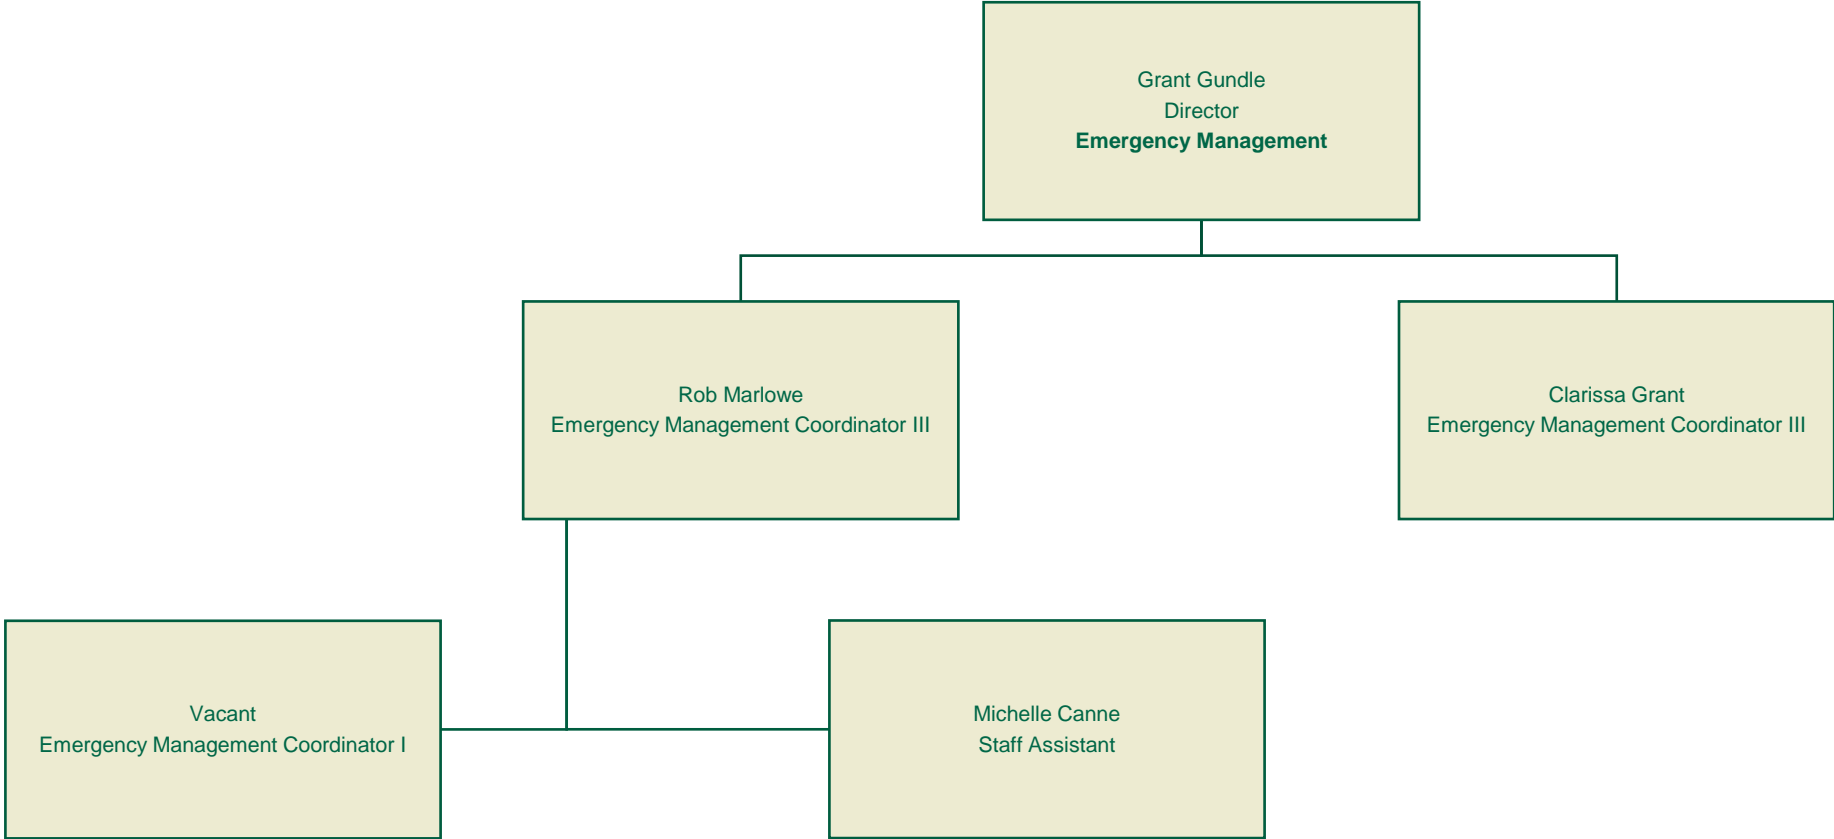 Grant Gundle
Director
Emergency Management
Rob Marlowe
Emergency Management Coordinator III
Clarissa Grant
Emergency Management Coordinator III
Vacant
Emergency Management Coordinator I
Michelle Canne
Staff Assistant